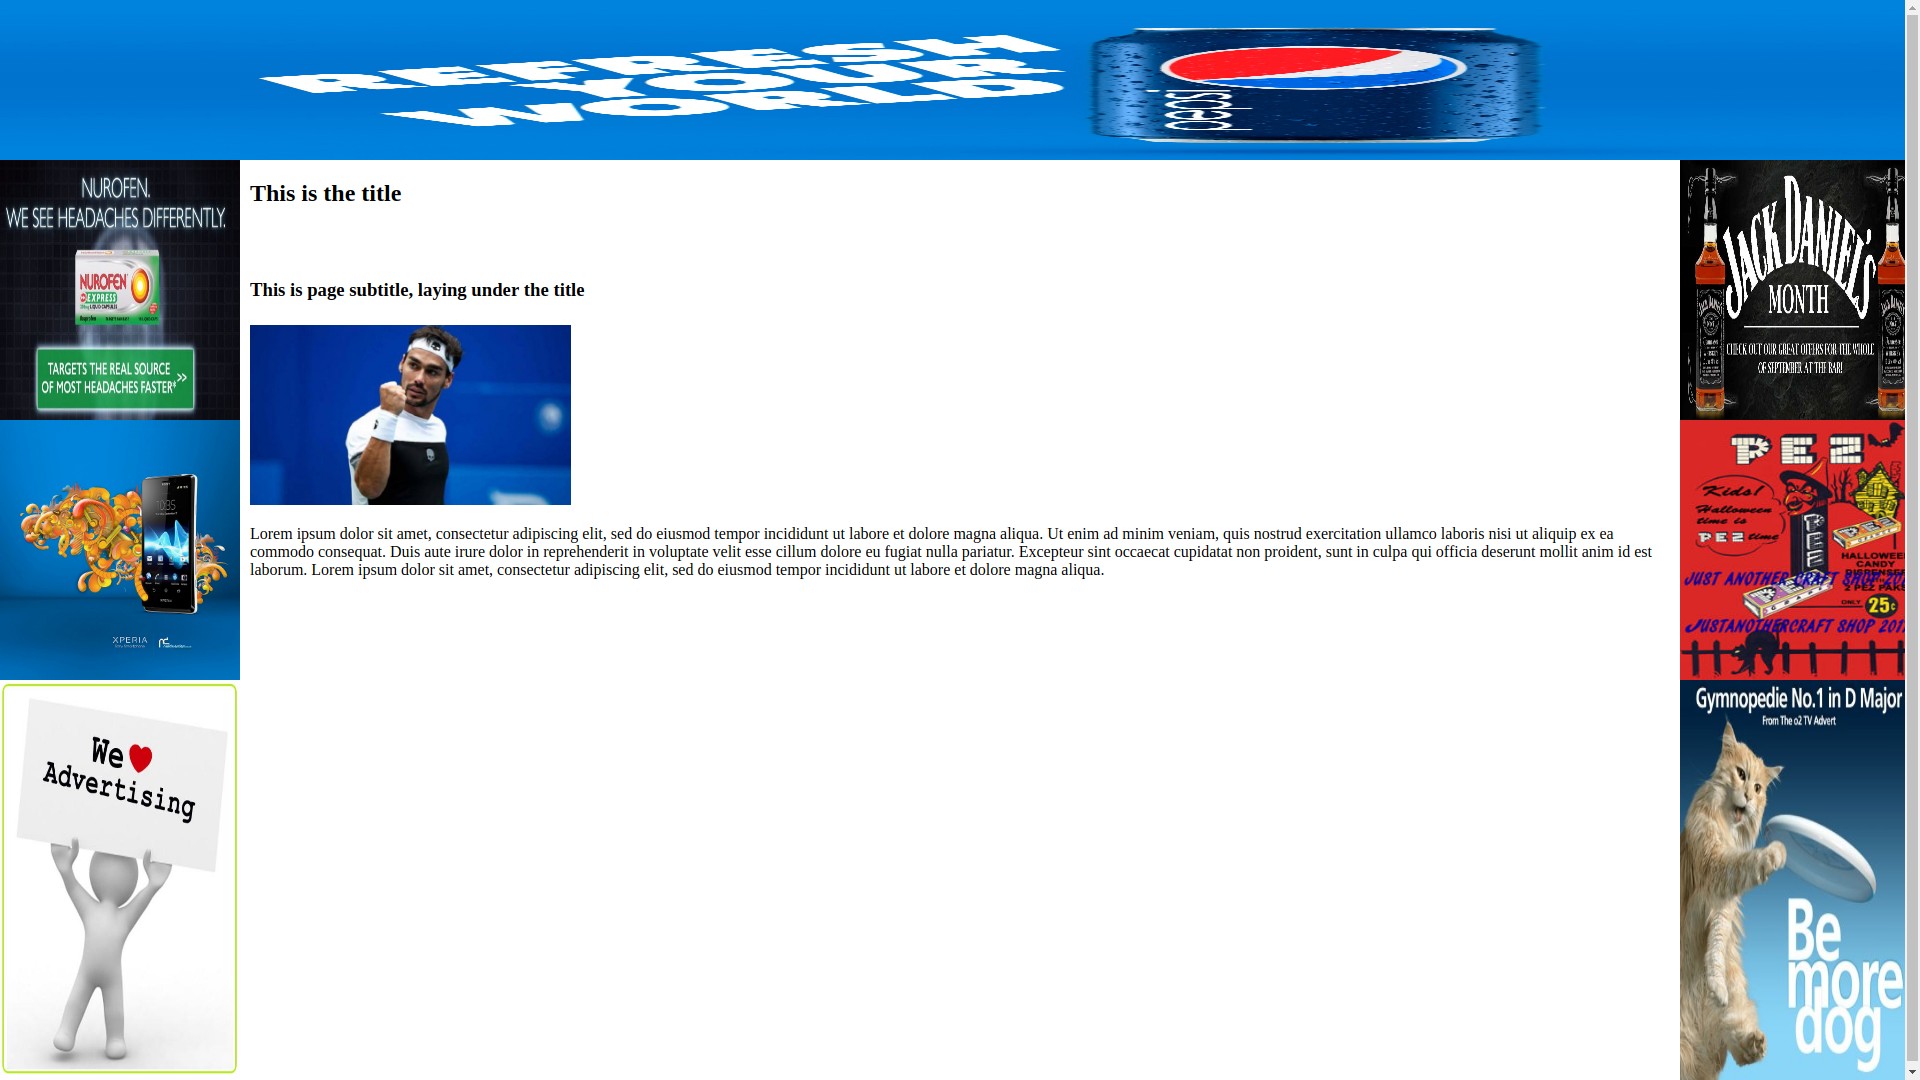 REFRESH
YOUR
WORLD
pepsi
NUROFEN.
WE SEE HEADACHES DIFFERENTLY.
NUROFEN
EXPRESS
TARGETS THE REAL SOURCE
OF MOST HEADACHES FASTER* »
10:35
XPERIA
We
Advertising
This is the title
This is page subtitle, laying under the title
Lorem ipsum dolor sit amet, consectetur adipiscing elit, sed do eiusmod tempor incididunt ut labore et dolore magna aliqua. Ut enim ad minim veniam, quis nostrud exercitation ullamco laboris nisi ut aliquip ex ea
commodo consequat. Duis aute irure dolor in reprehenderit in voluptate velit esse cillum dolore eu fugiat nulla pariatur. Excepteur sint occaecat cupidatat non proident, sunt in culpa qui officia deserunt mollit anim id est
laborum. Lorem ipsum dolor sit amet, consectetur adipiscing elit, sed do eiusmod tempor incididunt ut labore et dolore magna aliqua.
JACK DANIEL'S
MONTH
CHECK OUT OUR GREAT OFFERS FOR THE WHOLE
OF SEPTEMBER AT THE BAR!
PEZ
Kids!
Halloween
time is
PEZ time
PEZ
HALLOWEEN
CANDY
2 PEZ PAKS
JUST ANOTHER CRAFT SHOP
ONLY 25¢
JUSTANOTHERCRAFT SHOP 201
Gymnopedie No.1 in D Major
From The o2 TV Advert
Be
more
dog